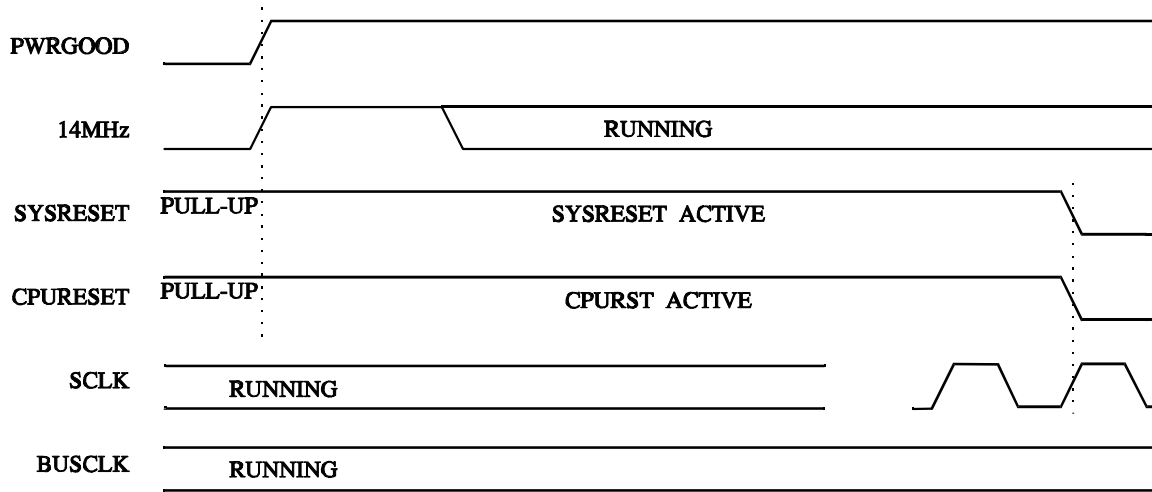 PWRGOOD
14MHz RUNNING
SYSRESET PULL-UP SYSRESET ACTIVE
CPURESET PULL-UP CPURST ACTIVE
SCLK RUNNING
BUSCLK RUNNING